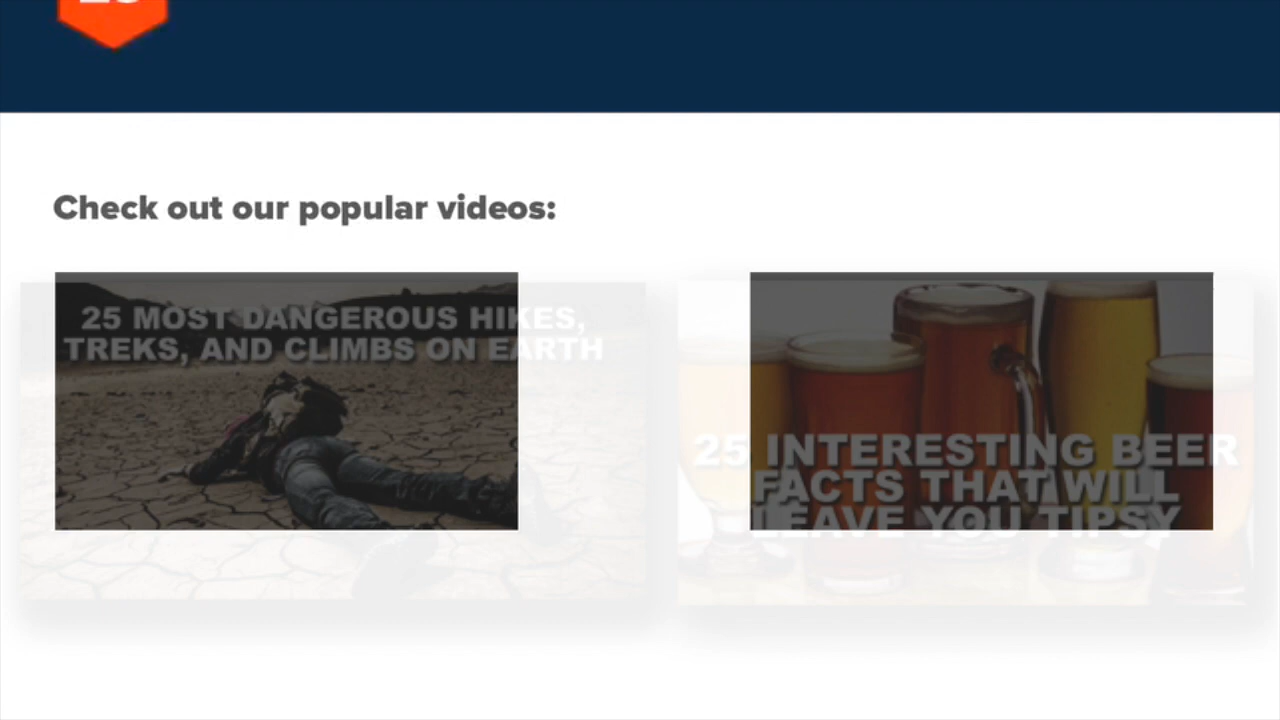 Check out our popular videos:
25 MOST DANGEROUS HIKES,
TREKS, AND CLIMBS ON EARTH
25 INTERESTING BEER
FACTS THAT WILL
LEAVE YOU TIPSY